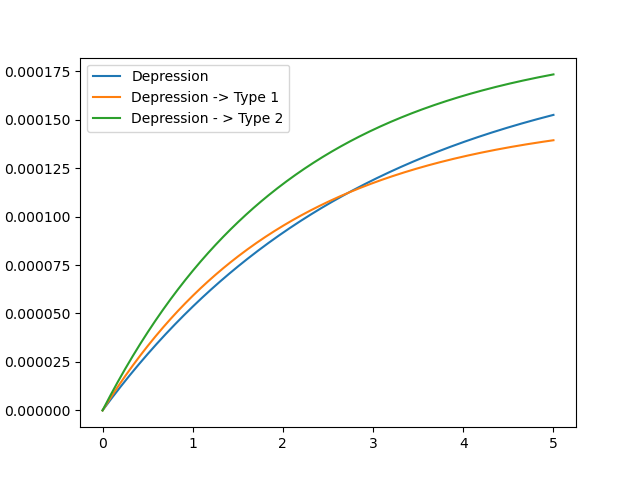 0.000175
0.000150
0.000125
0.000100
0.000075
0.000050
0.000025
0.000000
Depression
Depression -> Type 1
Depression - > Type 2
0 1 2 3 4 5